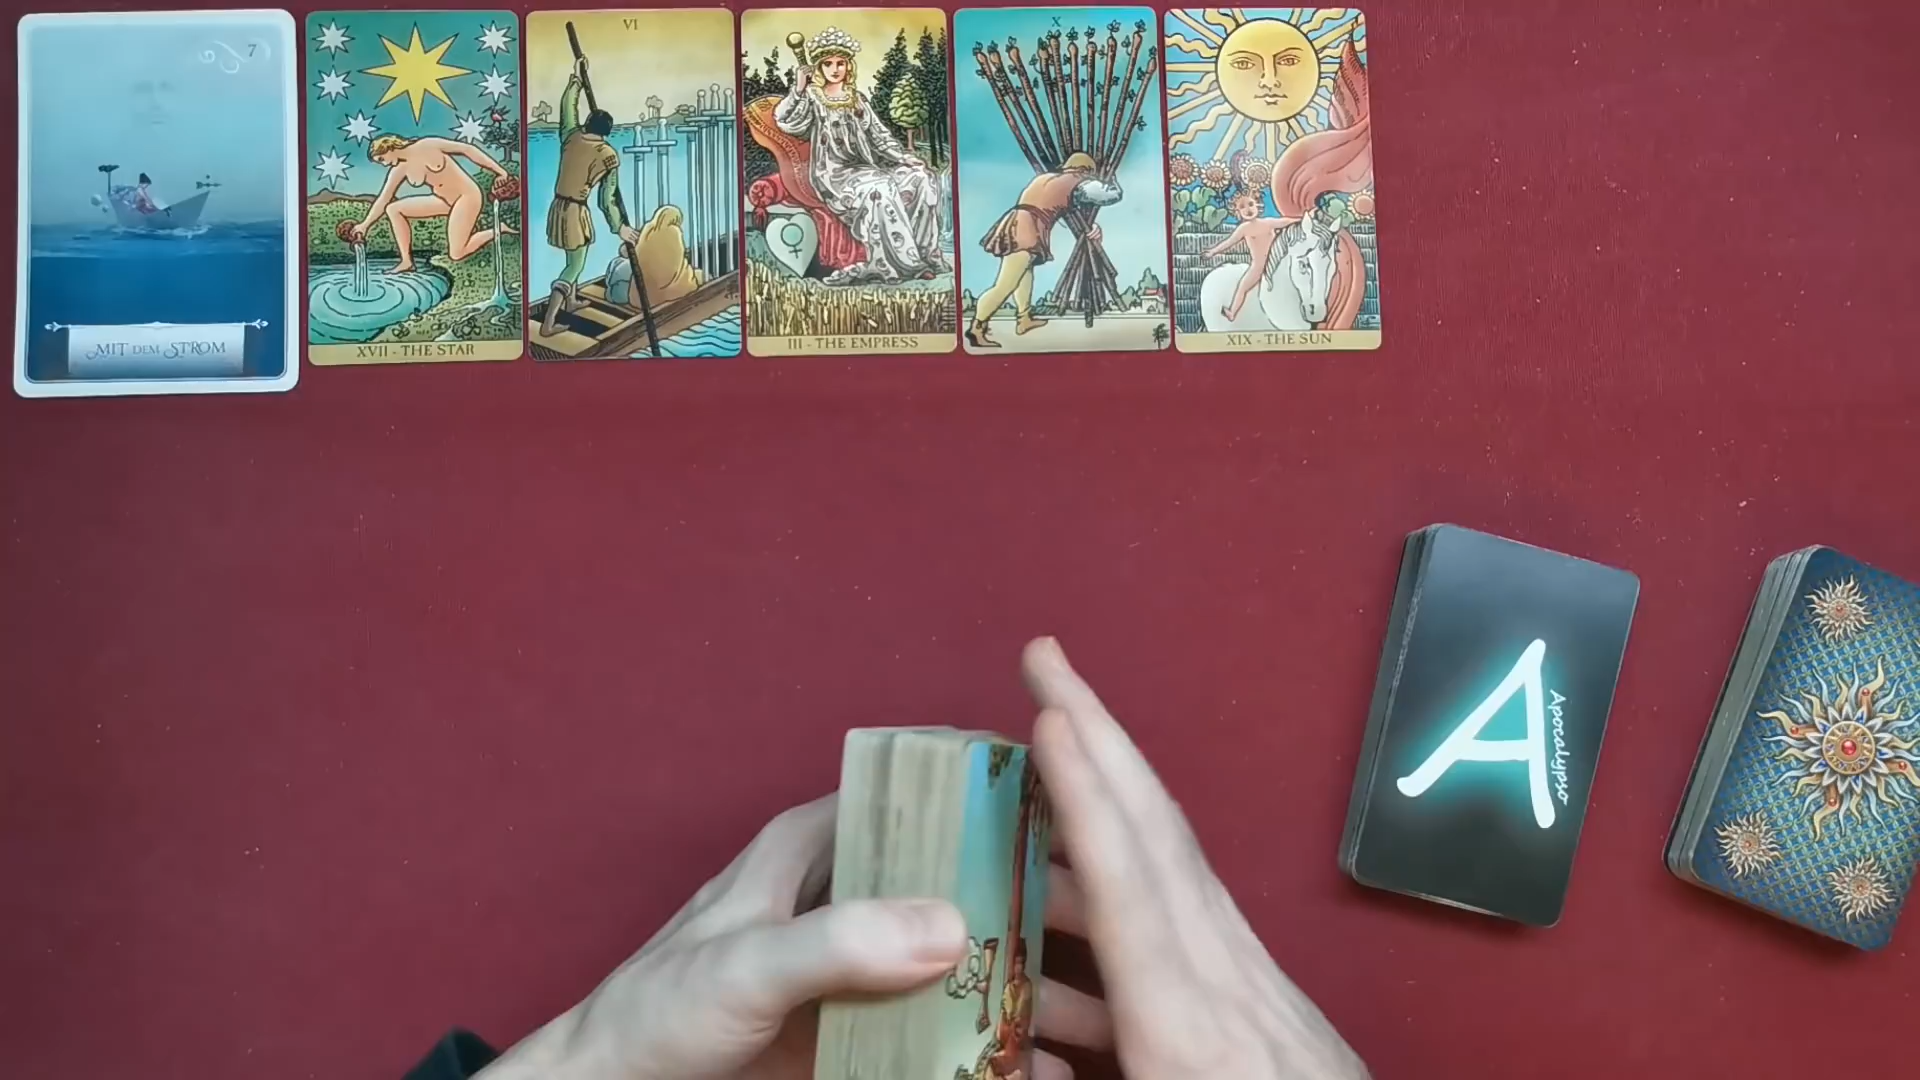 7
MIT DEM STROM
XVII - THE STAR
VI
III - THE EMPRESS
X
XIX - THE SUN
A
Apocalypso